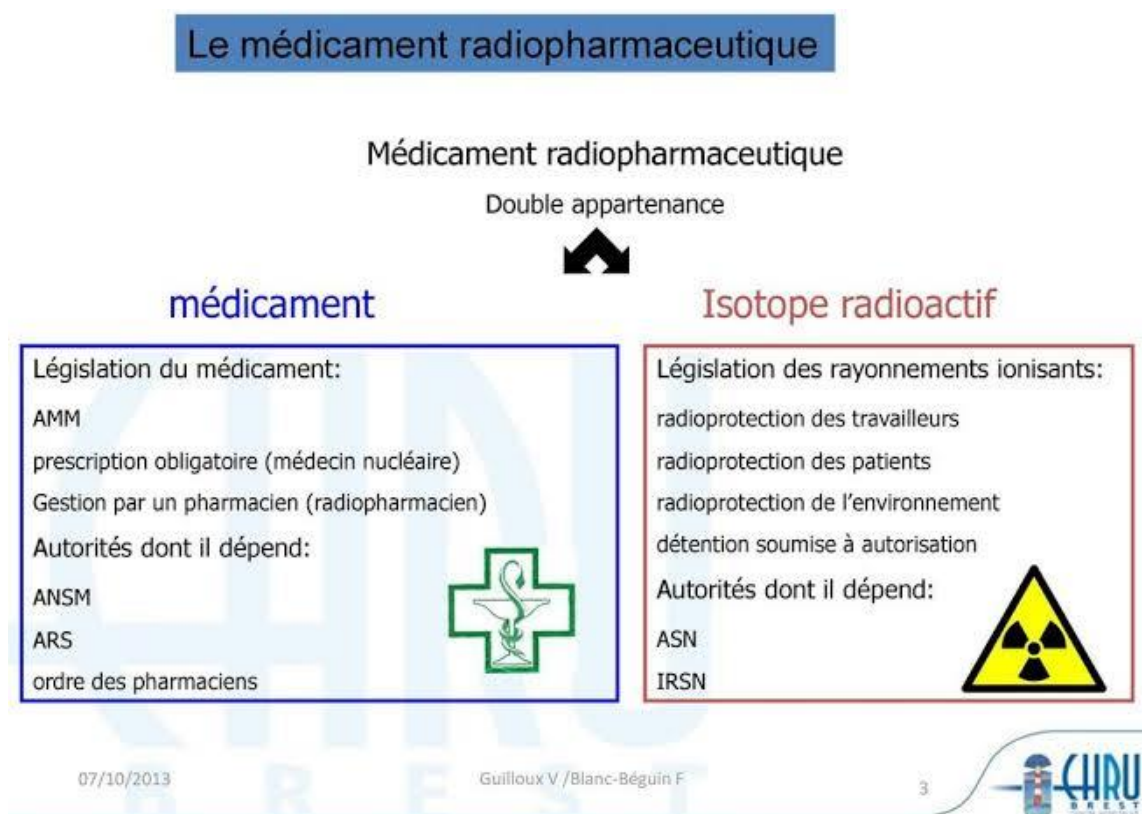 Le médicament radiopharmaceutique
Médicament radiopharmaceutique
Double appartenance
médicament
Législation du médicament:
AMM
prescription obligatoire (médecin nucléaire)
Gestion par un pharmacien (radiopharmacien)
Autorités dont il dépend:
ANSM
ARS
ordre des pharmaciens
Isotope radioactif
Législation des rayonnements ionisants:
radioprotection des travailleurs
radioprotection des patients
radioprotection de l'environnement
détention soumise à autorisation
Autorités dont il dépend:
ASN
IRSN
07/10/2013
Guilloux V /Blanc-Béguin F
3
CHRU
BREST